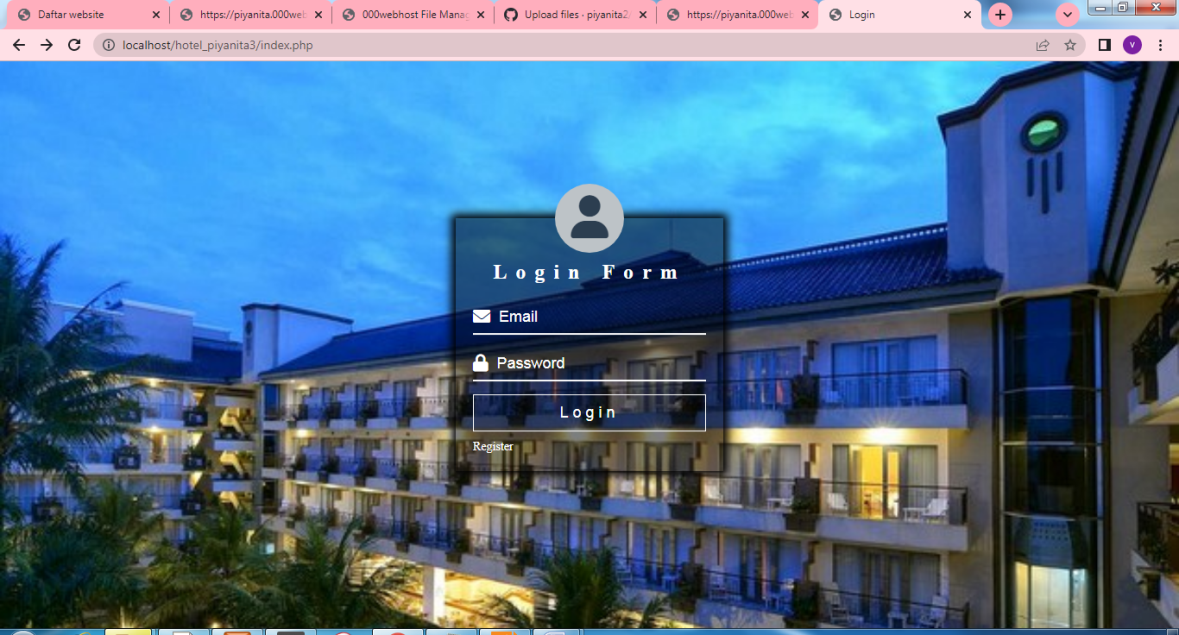 Daftar website
https://piyanita.000web
000webhost File Manag
Upload files · piyanita2
https://piyanita.000web
Login
localhost/hotel_piyanita3/index.php
V
Login Form
Email
Password
Login
Register